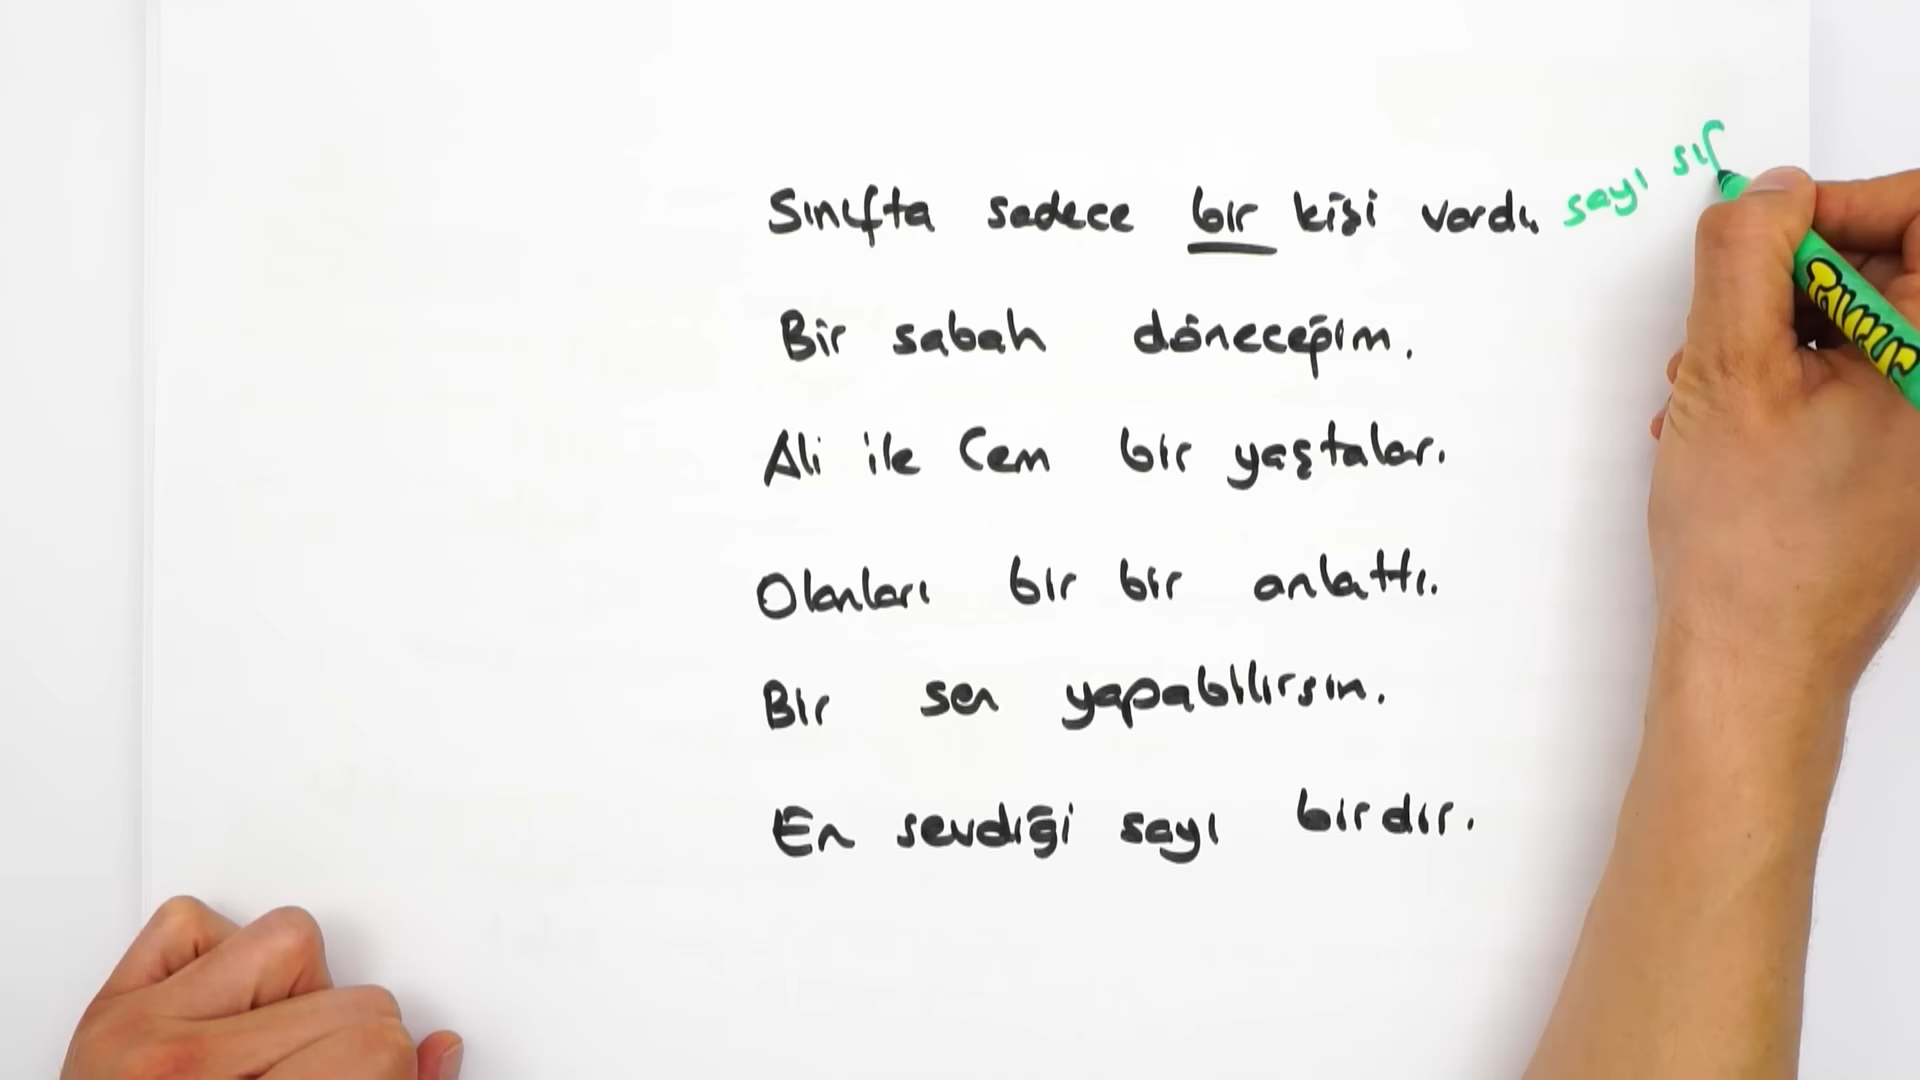 Sınıfta sadece bir kişi vardı. sayı sıf
Bir sabah döneceğim.
Ali ile Cem bir yaştalar.
Olanları bir bir anlattı.
Bir sen yapabilirsin.
En sevdiği sayı birdir.